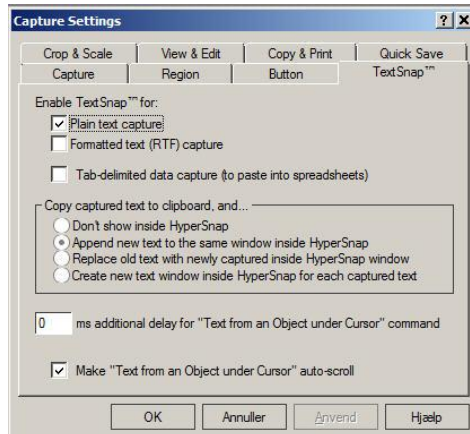 Capture Settings
Crop & Scale View & Edit Copy & Print Quick Save
Capture Region Button TextSnap™
Enable TextSnap™ for:
Plain text capture
Formatted text (RTF) capture
Tab-delimited data capture (to paste into spreadsheets)
Copy captured text to clipboard, and...
Don't show inside HyperSnap
Append new text to the same window inside HyperSnap
Replace old text with newly captured inside HyperSnap window
Create new text window inside HyperSnap for each captured text
0 ms additional delay for "Text from an Object under Cursor" command
Make "Text from an Object under Cursor" auto-scroll
OK Annuller Anvend Hjælp